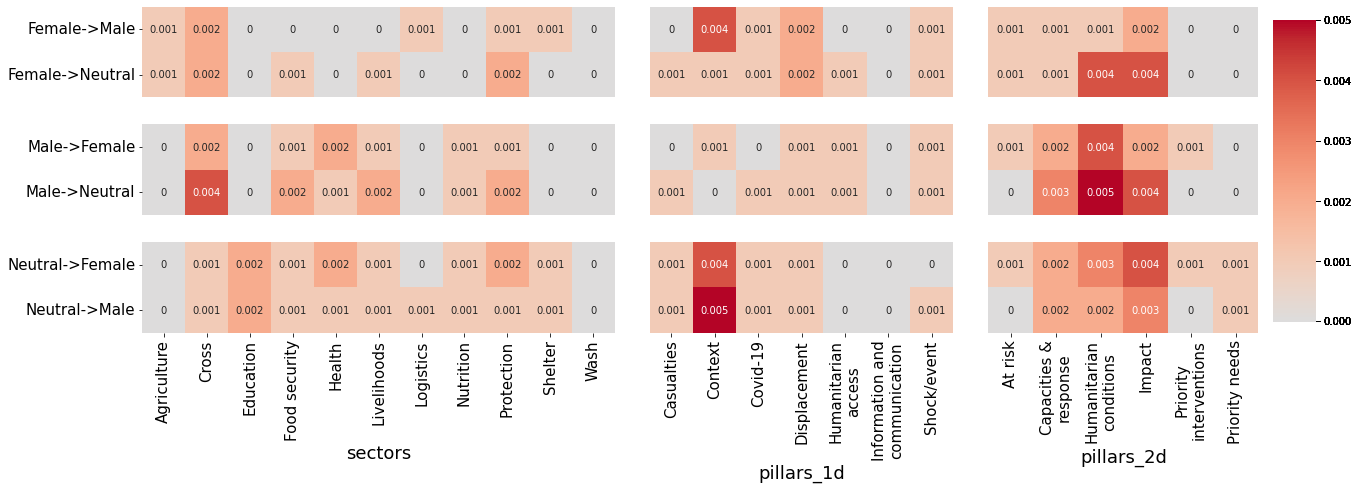 Female->Male 0.001 0.002 0 0 0 0 0.001 0 0.001 0.001 0 0 0.004 0 0.002 0 0 0.001 0.001 0.001 0.001 0.002 0 0 0.005
Female->Neutral 0.001 0.002 0 0.001 0 0.001 0 0 0.002 0 0 0.001 0.001 0.001 0.002 0.001 0 0.001 0.001 0.001 0.004 0.004 0 0 0.004
Male->Female 0 0.002 0 0.001 0.002 0.001 0 0.001 0.001 0 0 0 0.001 0 0.001 0.001 0 0.001 0.001 0.002 0.004 0.002 0.001 0 0.003
Male->Neutral 0 0.004 0 0.002 0.001 0.002 0 0.001 0.002 0 0 0.001 0 0.001 0.001 0.001 0 0.001 0 0.003 0.005 0.004 0 0 0.002
Neutral->Female 0 0.001 0.002 0.001 0.002 0.001 0 0.001 0.002 0.001 0 0.001 0.004 0.001 0.001 0 0 0 0.001 0.002 0.003 0.004 0.001 0.001 0.001
Neutral->Male 0 0.001 0.002 0.001 0.001 0.001 0.001 0.001 0.001 0.001 0 0.001 0.005 0.001 0.001 0 0 0.001 0 0.002 0.002 0.003 0 0.001 0.000
Agriculture
Cross
Education
Food security
Health
Livelihoods
Logistics
Nutrition
Protection
Shelter
Wash
sectors
Casualties
Context
Covid-19
Displacement
Humanitarian
access
Information and
communication
Shock/event
pillars_1d
At risk
Capacities &
response
Humanitarian
conditions
Impact
Priority
interventions
Priority needs
pillars_2d